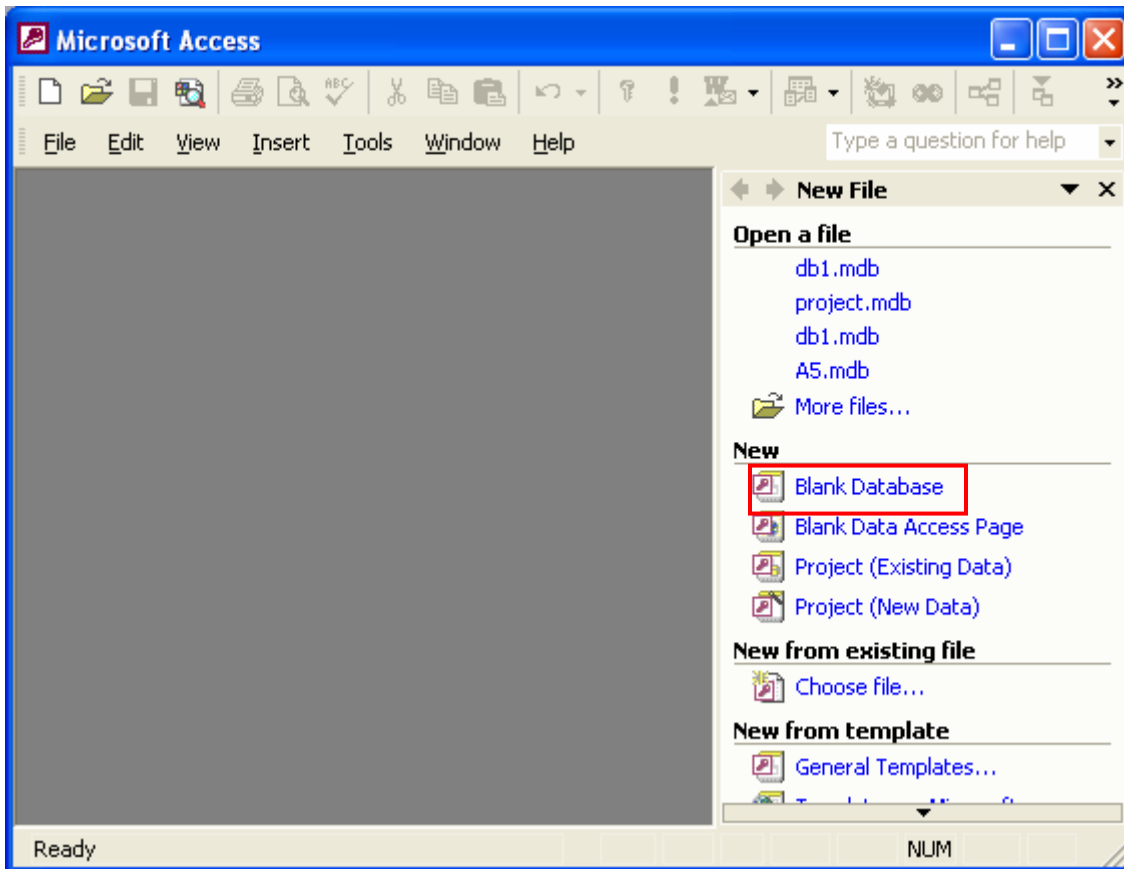 Microsoft Access
ABC
W
»
File Edit View Insert Tools Window Help Type a question for help
New File
Open a file
db1.mdb
project.mdb
db1.mdb
A5.mdb
More files...
New
Blank Database
Blank Data Access Page
Project (Existing Data)
Project (New Data)
New from existing file
Choose file...
New from template
General Templates...
Ready NUM